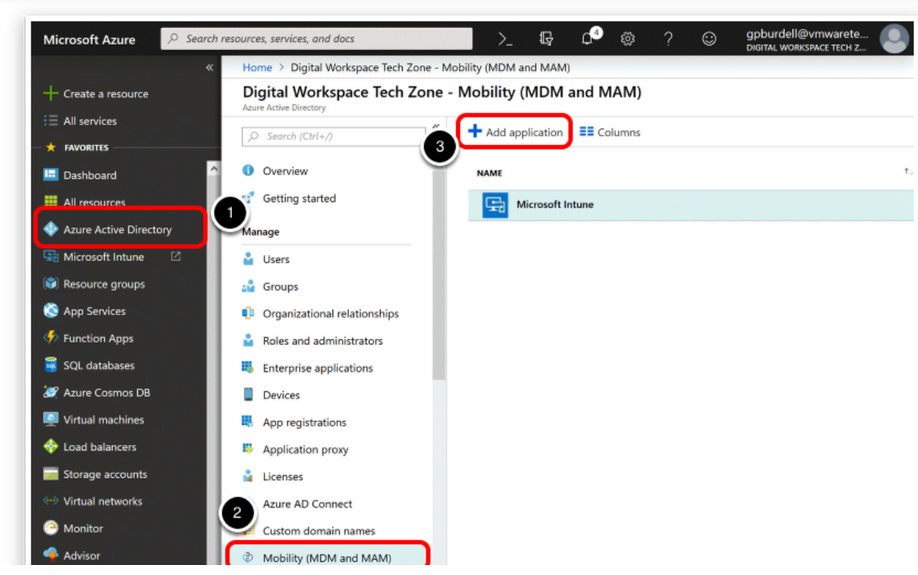 Microsoft Azure
Search resources, services, and docs
4
gpburdell@vmwarete...
DIGITAL WORKSPACE TECH Z...
«
Create a resource
All services
FAVORITES
Dashboard
All resources
1
Azure Active Directory
Microsoft Intune
Resource groups
App Services
Function Apps
SQL databases
Azure Cosmos DB
Virtual machines
Load balancers
Storage accounts
Virtual networks
Monitor
Advisor
Home > Digital Workspace Tech Zone - Mobility (MDM and MAM)
Digital Workspace Tech Zone - Mobility (MDM and MAM)
Azure Active Directory
Search (Ctrl+/)
«
Overview
Getting started
Manage
Users
Groups
Organizational relationships
Roles and administrators
Enterprise applications
Devices
App registrations
Application proxy
Licenses
Azure AD Connect
2
Custom domain names
Mobility (MDM and MAM)
3
Add application
Columns
NAME
Microsoft Intune